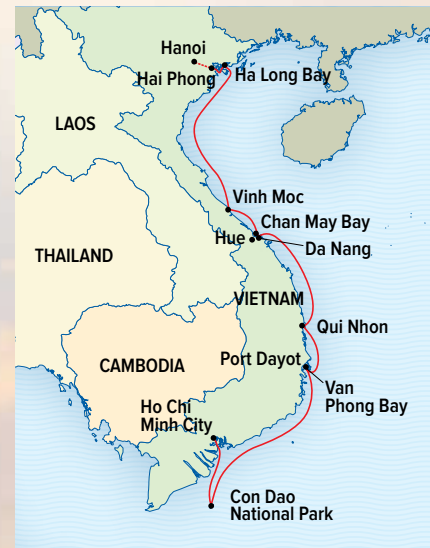 Hanoi
Hai Phong
Ha Long Bay
LAOS
Vinh Moc
Chan May Bay
Hue
Da Nang
THAILAND
VIETNAM
Qui Nhon
CAMBODIA
Port Dayot
Van
Phong Bay
Ho Chi
Minh City
Con Dao
National Park